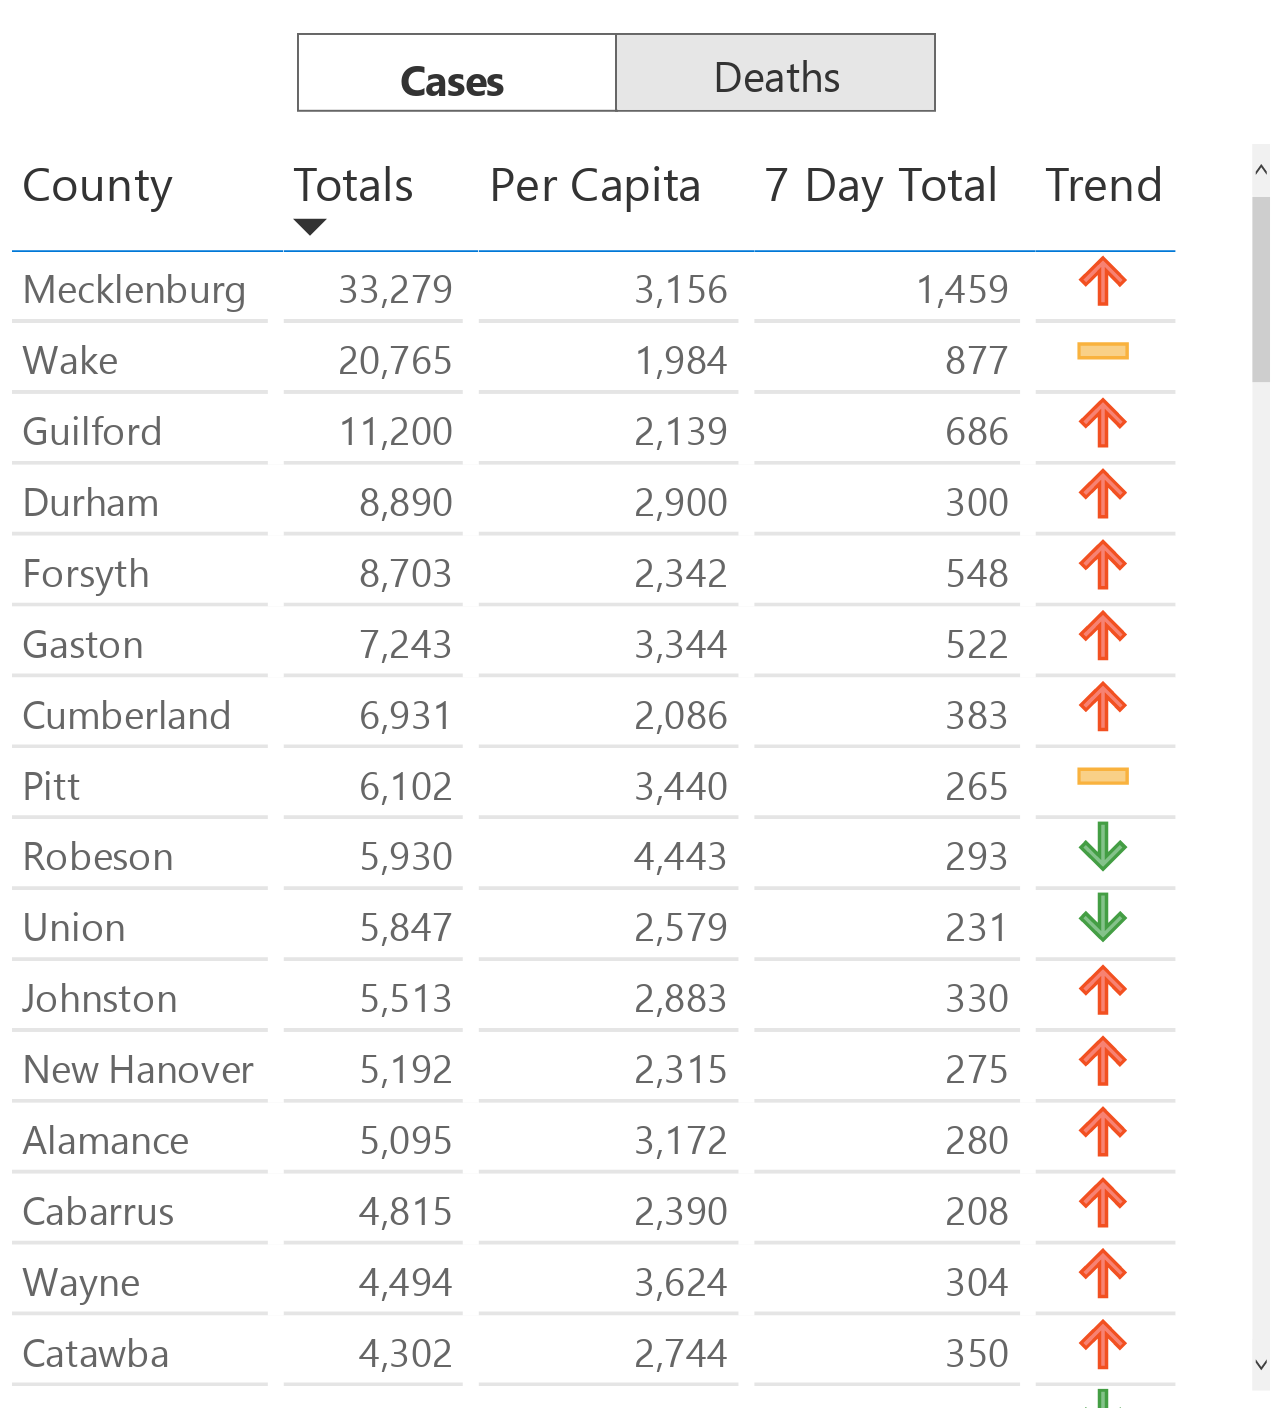 Cases Deaths
County Totals Per Capita 7 Day Total Trend
Mecklenburg 33,279 3,156 1,459
Wake 20,765 1,984 877
Guilford 11,200 2,139 686
Durham 8,890 2,900 300
Forsyth 8,703 2,342 548
Gaston 7,243 3,344 522
Cumberland 6,931 2,086 383
Pitt 6,102 3,440 265
Robeson 5,930 4,443 293
Union 5,847 2,579 231
Johnston 5,513 2,883 330
New Hanover 5,192 2,315 275
Alamance 5,095 3,172 280
Cabarrus 4,815 2,390 208
Wayne 4,494 3,624 304
Catawba 4,302 2,744 350